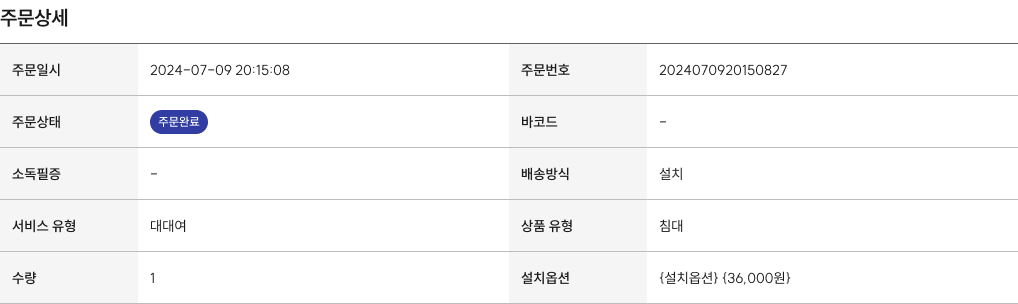 주문상세
주문일시 2024-07-09 20:15:08 주문번호 2024070920150827
주문상태 주문완료 바코드 -
소독필증 - 배송방식 설치
서비스 유형 대대여 상품 유형 침대
수량 1 설치옵션 {설치옵션} {36,000원}